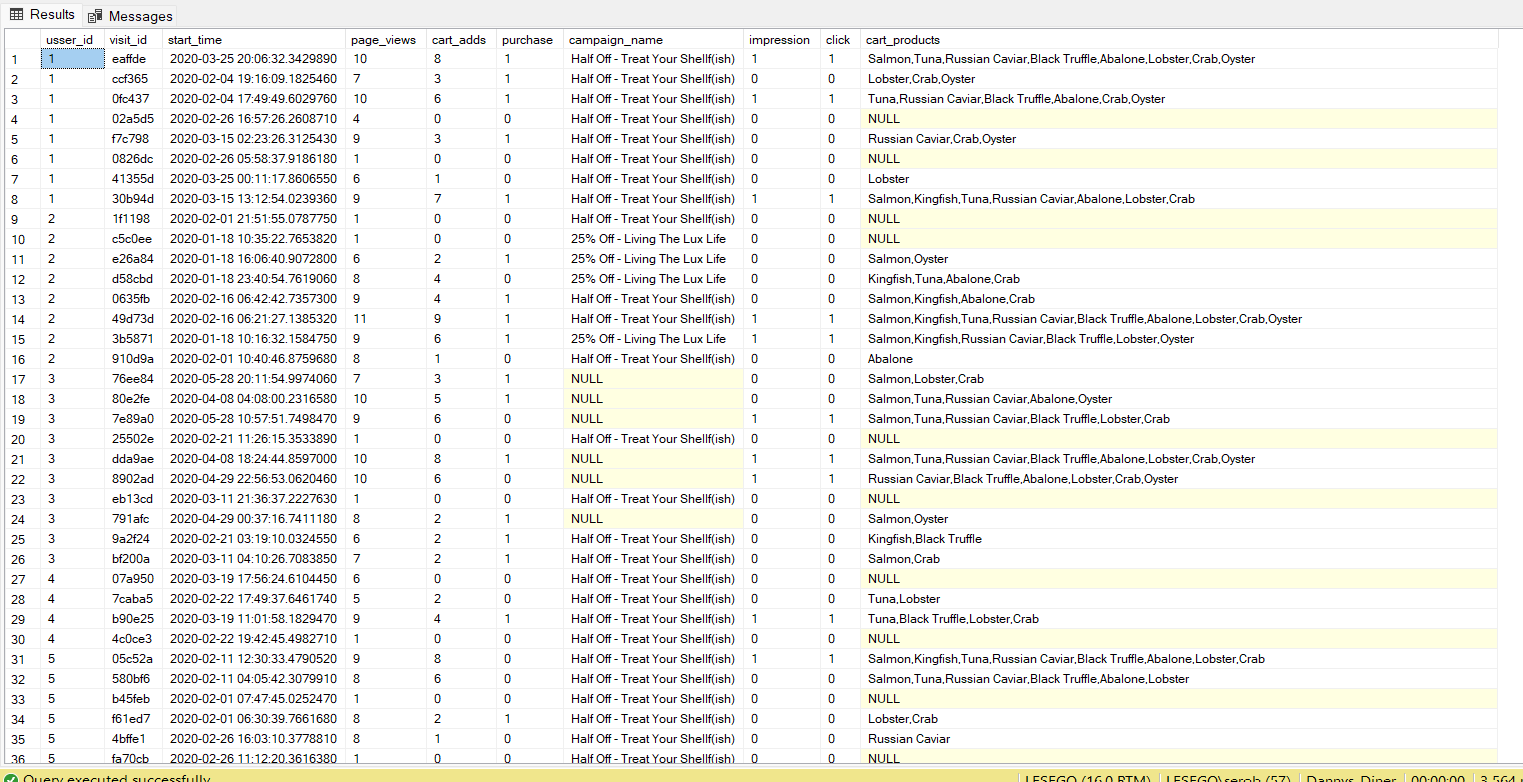 Results Messages
usser_id visit_id start_time page_views cart_adds purchase campaign_name impression click cart_products
1 1 eaffde 2020-03-25 20:06:32.3429890 10 8 1 Half Off - Treat Your Shellf(ish) 1 1 Salmon,Tuna,Russian Caviar,Black Truffle,Abalone,Lobster,Crab,Oyster
2 1 ccf365 2020-02-04 19:16:09.1825460 7 3 1 Half Off - Treat Your Shellf(ish) 0 0 Lobster,Crab,Oyster
3 1 0fc437 2020-02-04 17:49:49.6029760 10 6 1 Half Off - Treat Your Shellf(ish) 1 1 Tuna,Russian Caviar,Black Truffle,Abalone,Crab,Oyster
4 1 02a5d5 2020-02-26 16:57:26.2608710 4 0 0 Half Off - Treat Your Shellf(ish) 0 0 NULL
5 1 f7c798 2020-03-15 02:23:26.3125430 9 3 1 Half Off - Treat Your Shellf(ish) 0 0 Russian Caviar,Crab,Oyster
6 1 0826dc 2020-02-26 05:58:37.9186180 1 0 0 Half Off - Treat Your Shellf(ish) 0 0 NULL
7 1 41355d 2020-03-25 00:11:17.8606550 6 1 0 Half Off - Treat Your Shellf(ish) 0 0 Lobster
8 1 30b94d 2020-03-15 13:12:54.0239360 9 7 1 Half Off - Treat Your Shellf(ish) 1 1 Salmon,Kingfish,Tuna,Russian Caviar,Abalone,Lobster,Crab
9 2 1f1198 2020-02-01 21:51:55.0787750 1 0 0 Half Off - Treat Your Shellf(ish) 0 0 NULL
10 2 c5c0ee 2020-01-18 10:35:22.7653820 1 0 0 25% Off - Living The Lux Life 0 0 NULL
11 2 e26a84 2020-01-18 16:06:40.9072800 6 2 1 25% Off - Living The Lux Life 0 0 Salmon,Oyster
12 2 d58cbd 2020-01-18 23:40:54.7619060 8 4 0 25% Off - Living The Lux Life 0 0 Kingfish,Tuna,Abalone,Crab
13 2 0635fb 2020-02-16 06:42:42.7357300 9 4 1 Half Off - Treat Your Shellf(ish) 0 0 Salmon,Kingfish,Abalone,Crab
14 2 49d73d 2020-02-16 06:21:27.1385320 11 9 1 Half Off - Treat Your Shellf(ish) 1 1 Salmon,Kingfish,Tuna,Russian Caviar,Black Truffle,Abalone,Lobster,Crab,Oyster
15 2 3b5871 2020-01-18 10:16:32.1584750 9 6 1 25% Off - Living The Lux Life 1 1 Salmon,Kingfish,Russian Caviar,Black Truffle,Lobster,Oyster
16 2 910d9a 2020-02-01 10:40:46.8759680 8 1 0 Half Off - Treat Your Shellf(ish) 0 0 Abalone
17 3 76ee84 2020-05-28 20:11:54.9974060 7 3 1 NULL 0 0 Salmon,Lobster,Crab
18 3 80e2fe 2020-04-08 04:08:00.2316580 10 5 1 NULL 0 0 Salmon,Tuna,Russian Caviar,Abalone,Oyster
19 3 7e89a0 2020-05-28 10:57:51.7498470 9 6 0 NULL 1 1 Salmon,Tuna,Russian Caviar,Black Truffle,Lobster,Crab
20 3 25502e 2020-02-21 11:26:15.3533890 1 0 0 Half Off - Treat Your Shellf(ish) 0 0 NULL
21 3 dda9ae 2020-04-08 18:24:44.8597000 10 8 1 NULL 1 1 Salmon,Tuna,Russian Caviar,Black Truffle,Abalone,Lobster,Crab,Oyster
22 3 8902ad 2020-04-29 22:56:53.0620460 10 6 0 NULL 1 1 Russian Caviar,Black Truffle,Abalone,Lobster,Crab,Oyster
23 3 eb13cd 2020-03-11 21:36:37.2227630 1 0 0 Half Off - Treat Your Shellf(ish) 0 0 NULL
24 3 791afc 2020-04-29 00:37:16.7411180 8 2 1 NULL 0 0 Salmon,Oyster
25 3 9a2f24 2020-02-21 03:19:10.0324550 6 2 1 Half Off - Treat Your Shellf(ish) 0 0 Kingfish,Black Truffle
26 3 bf200a 2020-03-11 04:10:26.7083850 7 2 1 Half Off - Treat Your Shellf(ish) 0 0 Salmon,Crab
27 4 07a950 2020-03-19 17:56:24.6104450 6 0 0 Half Off - Treat Your Shellf(ish) 0 0 NULL
28 4 7caba5 2020-02-22 17:49:37.6461740 5 2 0 Half Off - Treat Your Shellf(ish) 0 0 Tuna,Lobster
29 4 b90e25 2020-03-19 11:01:58.1829470 9 4 1 Half Off - Treat Your Shellf(ish) 1 1 Tuna,Black Truffle,Lobster,Crab
30 4 4c0ce3 2020-02-22 19:42:45.4982710 1 0 0 Half Off - Treat Your Shellf(ish) 0 0 NULL
31 5 05c52a 2020-02-11 12:30:33.4790520 9 8 0 Half Off - Treat Your Shellf(ish) 1 1 Salmon,Kingfish,Tuna,Russian Caviar,Black Truffle,Abalone,Lobster,Crab
32 5 580bf6 2020-02-11 04:05:42.3079910 8 6 0 Half Off - Treat Your Shellf(ish) 0 0 Salmon,Tuna,Russian Caviar,Black Truffle,Abalone,Lobster
33 5 b45feb 2020-02-01 07:47:45.0252470 1 0 0 Half Off - Treat Your Shellf(ish) 0 0 NULL
34 5 f61ed7 2020-02-01 06:30:39.7661680 8 2 1 Half Off - Treat Your Shellf(ish) 0 0 Lobster,Crab
35 5 4bffe1 2020-02-26 16:03:10.3778810 8 1 0 Half Off - Treat Your Shellf(ish) 0 0 Russian Caviar
36 5 fa70cb 2020-02-26 11:12:20.3616380 1 0 0 Half Off - Treat Your Shellf(ish) 0 0 NULL
Query executed successfully LESEGO (16.0 RTM) LESEGO\serob (57) Dannys_Diner 00:00:00 3,564